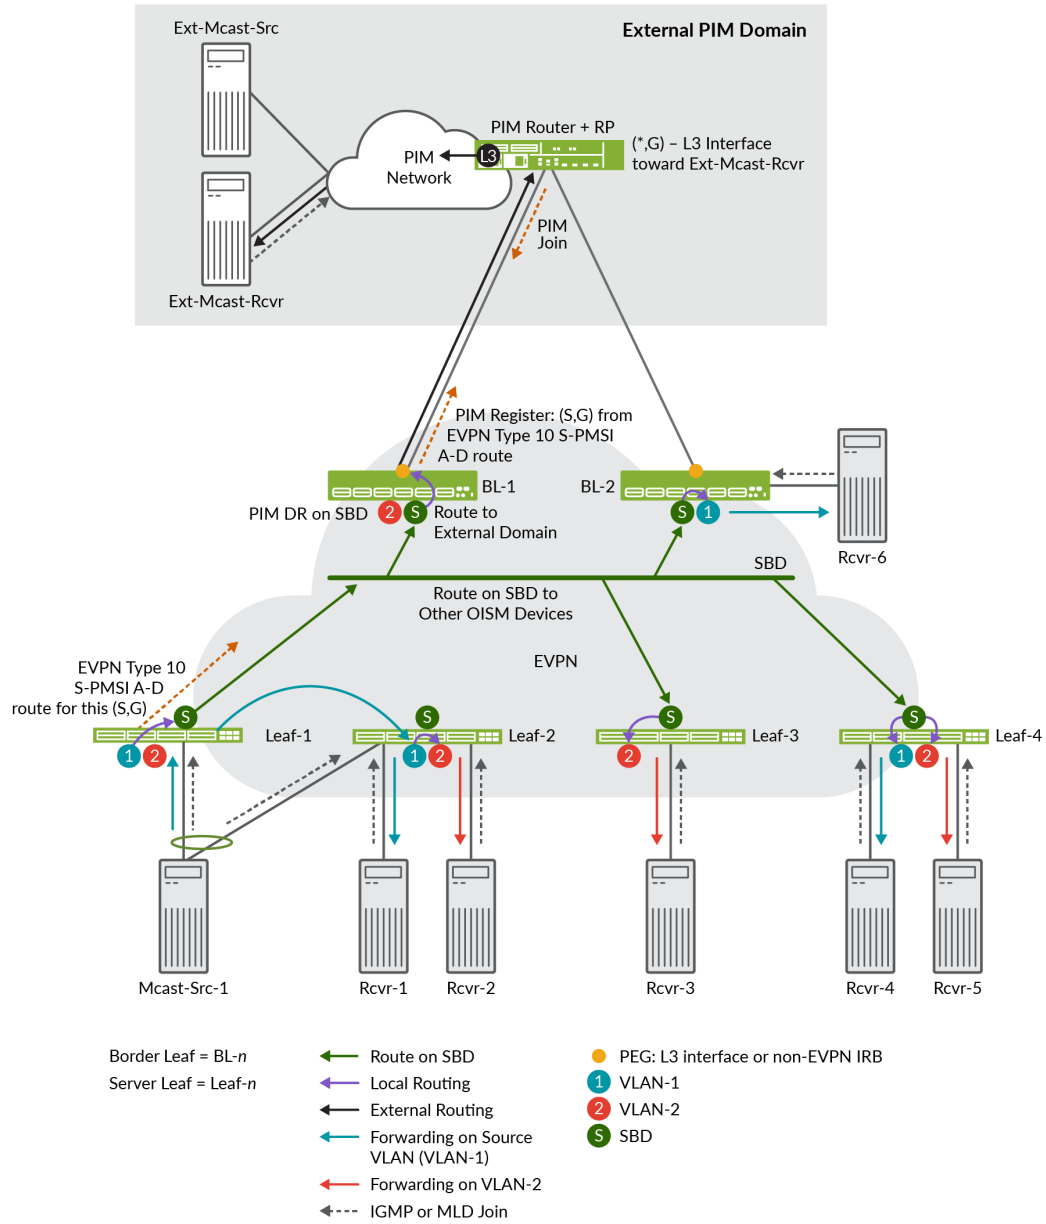 Ext-Mcast-Src
External PIM Domain
PIM Router + RP
L3
PIM
Network
(*,G) – L3 Interface
toward Ext-Mcast-Rcvr
PIM
Join
Ext-Mcast-Rcvr
PIM Register: (S,G) from
EVPN Type 10 S-PMSI
A-D route
BL-1
BL-2
PIM DR on SBD
2
S
Route to
External Domain
S
1
Rcvr-6
SBD
Route on SBD to
Other OISM Devices
EVPN
EVPN Type 10
S-PMSI A-D
route for this (S,G)
S
S
S
S
Leaf-1
Leaf-2
Leaf-3
Leaf-4
1
2
1
2
2
1
2
Mcast-Src-1
Rcvr-1
Rcvr-2
Rcvr-3
Rcvr-4
Rcvr-5
Border Leaf = BL-n
Server Leaf = Leaf-n
Route on SBD
Local Routing
External Routing
Forwarding on Source
VLAN (VLAN-1)
Forwarding on VLAN-2
IGMP or MLD Join
PEG: L3 interface or non-EVPN IRB
1 VLAN-1
2 VLAN-2
S SBD